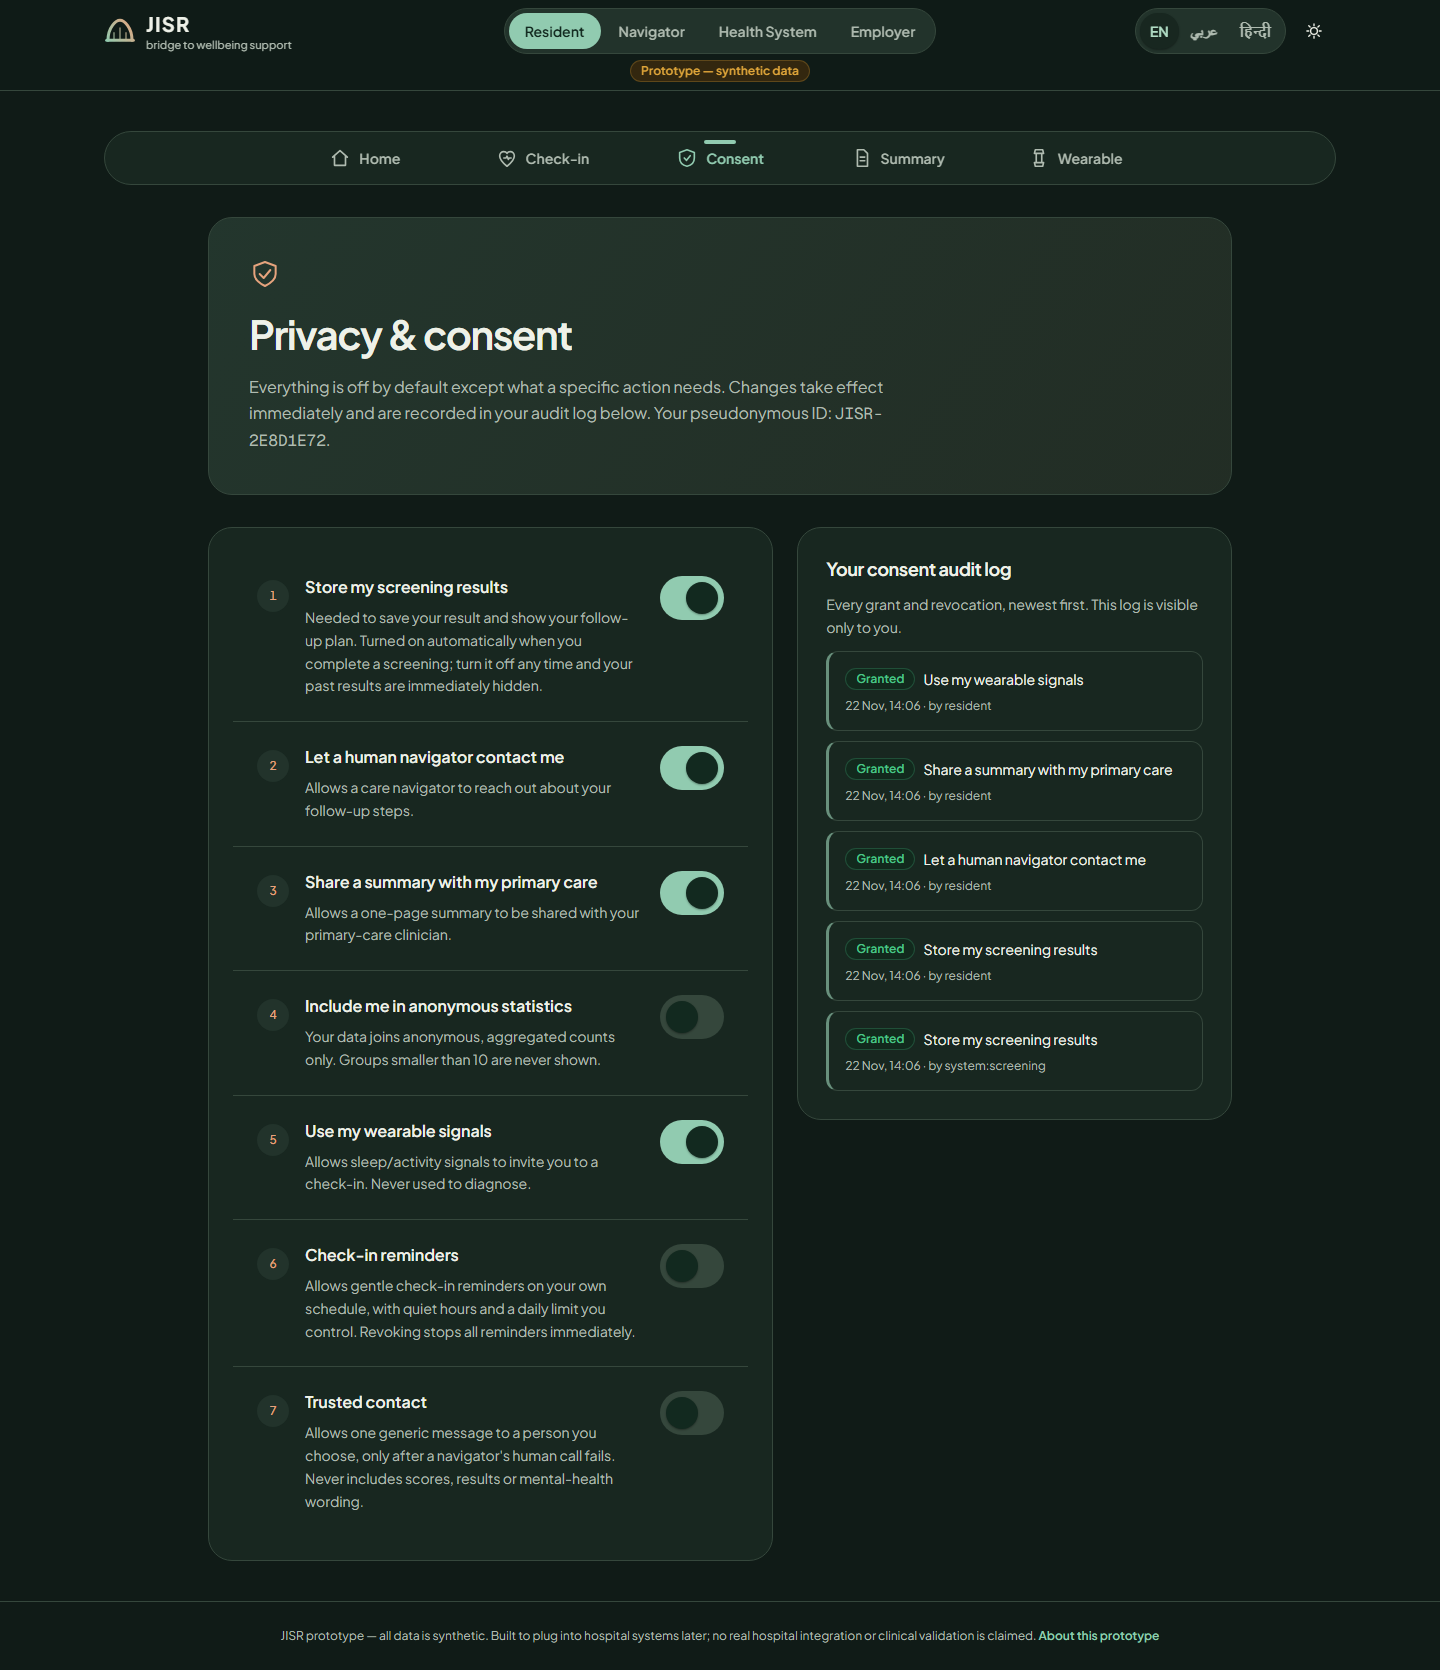 JISR
bridge to wellbeing support
Resident
Navigator
Health System
Employer
EN
عربي
हिन्दी
Prototype — synthetic data
Home
Check-in
Consent
Summary
Wearable
Privacy & consent
Everything is off by default except what a specific action needs. Changes take effect
immediately and are recorded in your audit log below. Your pseudonymous ID: JISR-
2E8D1E72.
1
Store my screening results
Needed to save your result and show your follow-
up plan. Turned on automatically when you
complete a screening; turn it off any time and your
past results are immediately hidden.
2
Let a human navigator contact me
Allows a care navigator to reach out about your
follow-up steps.
3
Share a summary with my primary care
Allows a one-page summary to be shared with your
primary-care clinician.
4
Include me in anonymous statistics
Your data joins anonymous, aggregated counts
only. Groups smaller than 10 are never shown.
5
Use my wearable signals
Allows sleep/activity signals to invite you to a
check-in. Never used to diagnose.
6
Check-in reminders
Allows gentle check-in reminders on your own
schedule, with quiet hours and a daily limit you
control. Revoking stops all reminders immediately.
7
Trusted contact
Allows one generic message to a person you
choose, only after a navigator's human call fails.
Never includes scores, results or mental-health
wording.
Your consent audit log
Every grant and revocation, newest first. This log is visible
only to you.
Granted Use my wearable signals
22 Nov, 14:06 · by resident
Granted Share a summary with my primary care
22 Nov, 14:06 · by resident
Granted Let a human navigator contact me
22 Nov, 14:06 · by resident
Granted Store my screening results
22 Nov, 14:06 · by resident
Granted Store my screening results
22 Nov, 14:06 · by system:screening
JISR prototype — all data is synthetic. Built to plug into hospital systems later; no real hospital integration or clinical validation is claimed. About this prototype